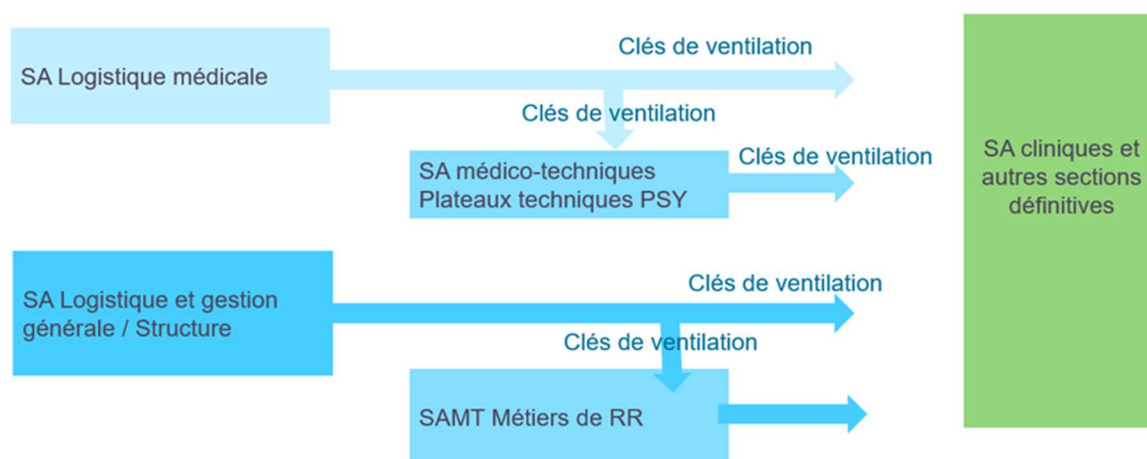 Clés de ventilation
SA Logistique médicale
Clés de ventilation
SA médico-techniques
Plateaux techniques PSY
Clés de ventilation
SA cliniques et
autres sections
définitives
SA Logistique et gestion
générale / Structure
Clés de ventilation
Clés de ventilation
SAMT Métiers de RR